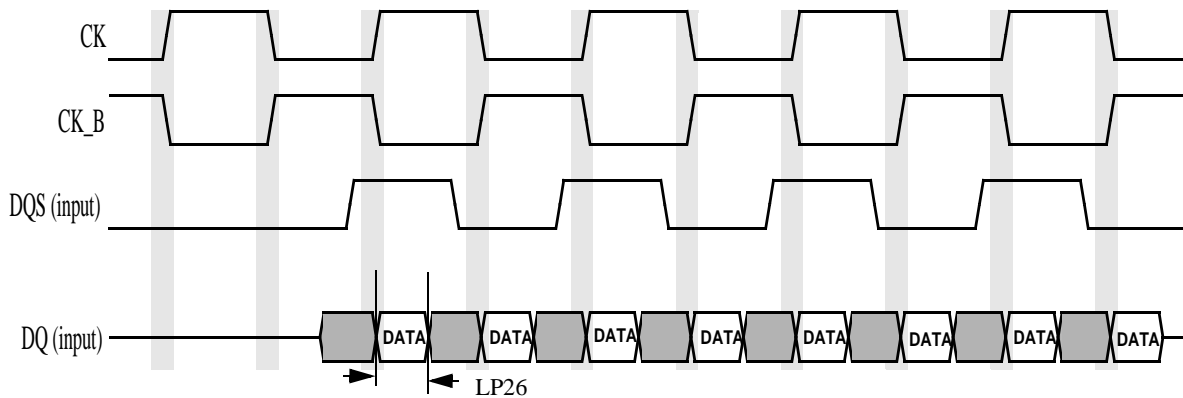 CK
CK_B
DQS (input)
DQ (input)
DATA DATA DATA DATA DATA DATA DATA DATA
LP26